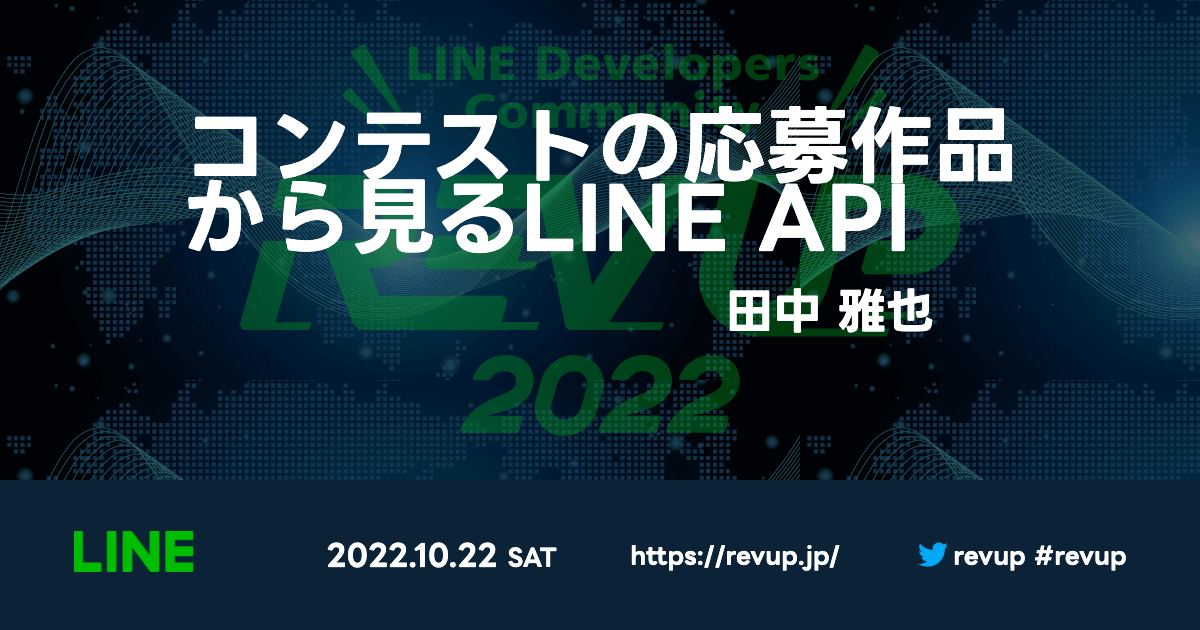 LINE Developers
Community
コンテストの応募作品
から見るLINE API
REVUP
田中 雅也
2022
LINE
2022.10.22 SAT
https://revup.jp/
revup #revup